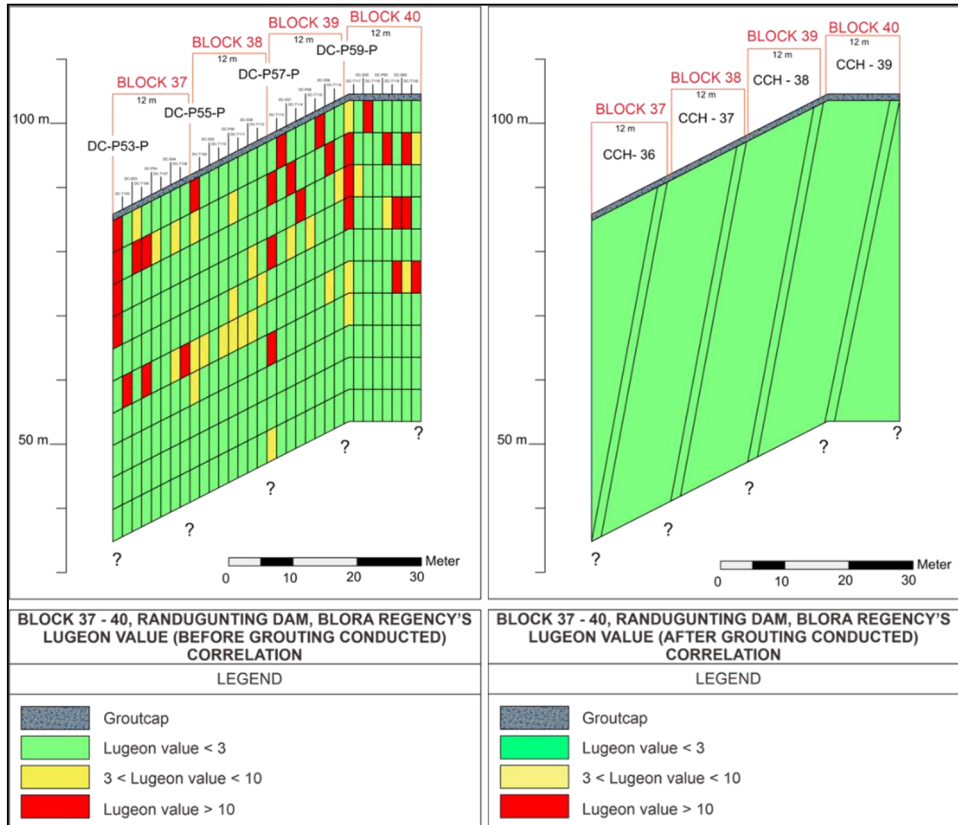 BLOCK 40
BLOCK 39
12 m
BLOCK 38
12 m
DC-P59-P
BLOCK 37
12 m
DC-P57-P
12 m
DC-P55-P
100 m
DC-P53-P
50 m
?
?
?
?
?
Meter
0 10 20 30
BLOCK 37 - 40, RANDUGUNTING DAM, BLORA REGENCY'S
LUGEON VALUE (BEFORE GROUTING CONDUCTED)
CORRELATION
LEGEND
Groutcap
Lugeon value < 3
3 < Lugeon value < 10
Lugeon value > 10
BLOCK 40
BLOCK 39
12 m
BLOCK 38
12 m
CCH - 39
BLOCK 37
12 m
CCH - 38
12 m
CCH - 37
CCH- 36
100 m
50 m
?
?
?
?
?
Meter
0 10 20 30
BLOCK 37 - 40, RANDUGUNTING DAM, BLORA REGENCY'S
LUGEON VALUE (AFTER GROUTING CONDUCTED)
CORRELATION
LEGEND
Groutcap
Lugeon value < 3
3 < Lugeon value < 10
Lugeon value > 10